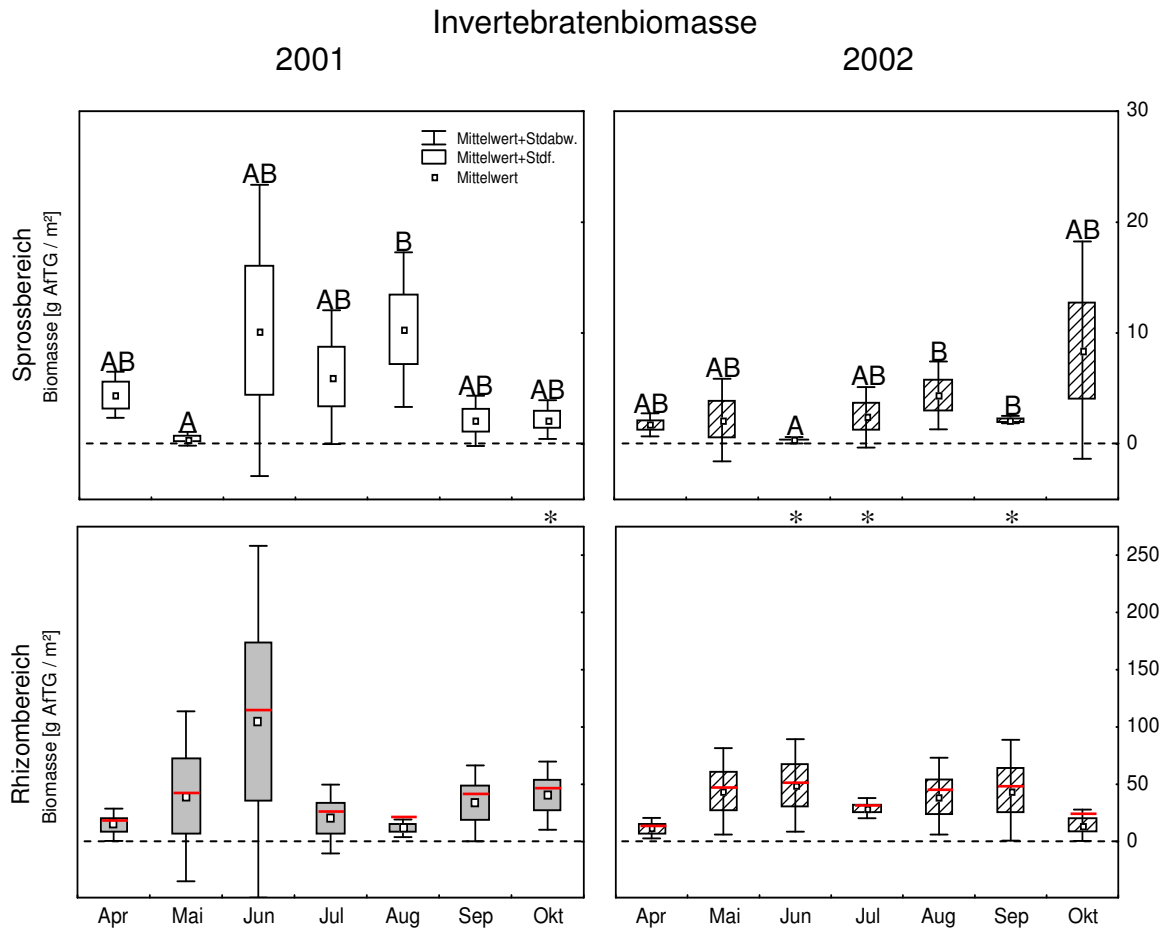 Invertebratenbiomasse
2001 2002
Mittelwert+Stdabw.
Mittelwert+Stdf.
Mittelwert
Sprossbereich
Biomasse [g AfTG / m²]
AB A AB AB B AB AB
AB AB A AB B B AB
30
20
10
0
* * * *
Rhizombereich
Biomasse [g AfTG / m²]
250
200
150
100
50
0
Apr Mai Jun Jul Aug Sep Okt
Apr Mai Jun Jul Aug Sep Okt